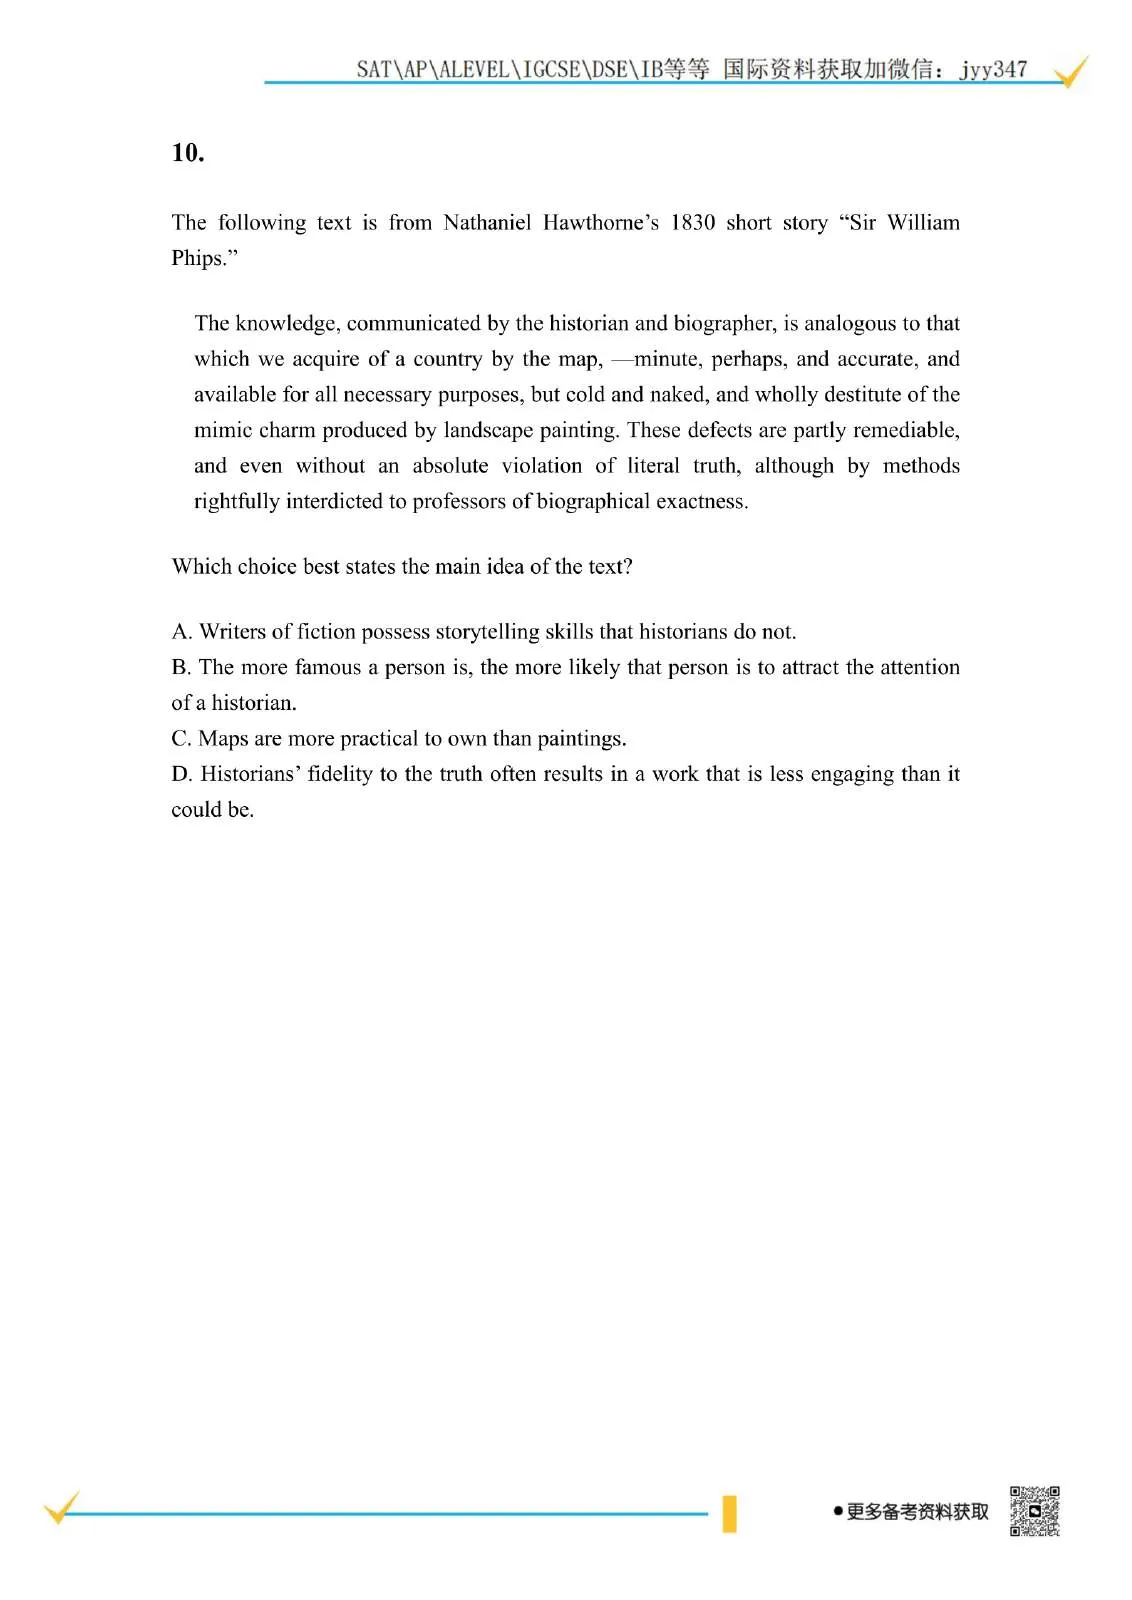 SAT\AP\ALEVEL\IGCSE\DSE\IB等等 国际资料获取加微信：jyy347
10.
The following text is from Nathaniel Hawthorne’s 1830 short story “Sir William
Phips.”
The knowledge, communicated by the historian and biographer, is analogous to that
which we acquire of a country by the map, —minute, perhaps, and accurate, and
available for all necessary purposes, but cold and naked, and wholly destitute of the
mimic charm produced by landscape painting. These defects are partly remediable,
and even without an absolute violation of literal truth, although by methods
rightfully interdicted to professors of biographical exactness.
Which choice best states the main idea of the text?
A. Writers of fiction possess storytelling skills that historians do not.
B. The more famous a person is, the more likely that person is to attract the attention
of a historian.
C. Maps are more practical to own than paintings.
D. Historians’ fidelity to the truth often results in a work that is less engaging than it
could be.
●更多备考资料获取